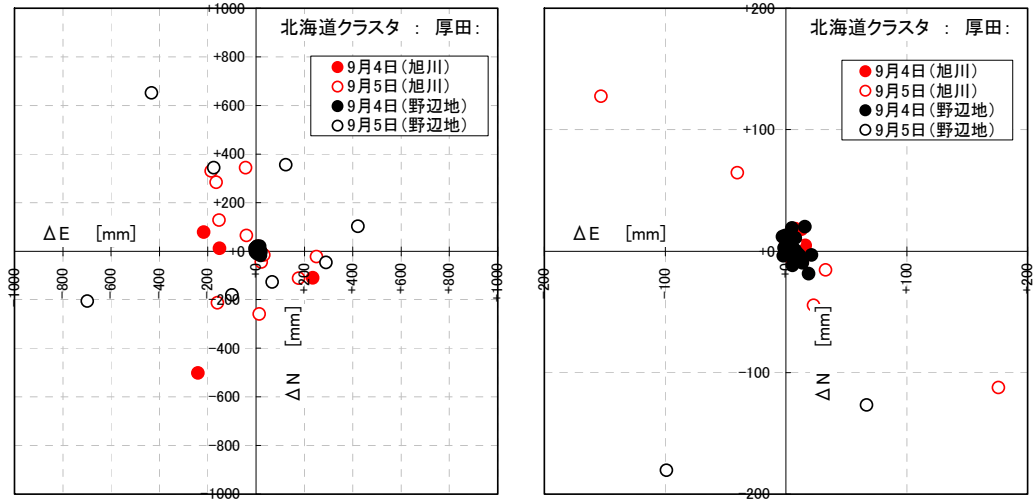 北海道クラスタ : 厚田:
9月4日(旭川)
9月5日(旭川)
9月4日(野辺地)
9月5日(野辺地)
+1000
+800
+600
+400
+200
+0
-200
-400
-600
-800
-1000
-1000
-800
-600
-400
-200
+0
+200
+400
+600
+800
+1000
ΔE [mm]
ΔN [mm]
北海道クラスタ : 厚田:
9月4日(旭川)
9月5日(旭川)
9月4日(野辺地)
9月5日(野辺地)
+200
+100
+0
-100
-200
-200
-100
+0
+100
+200
ΔE [mm]
ΔN [mm]